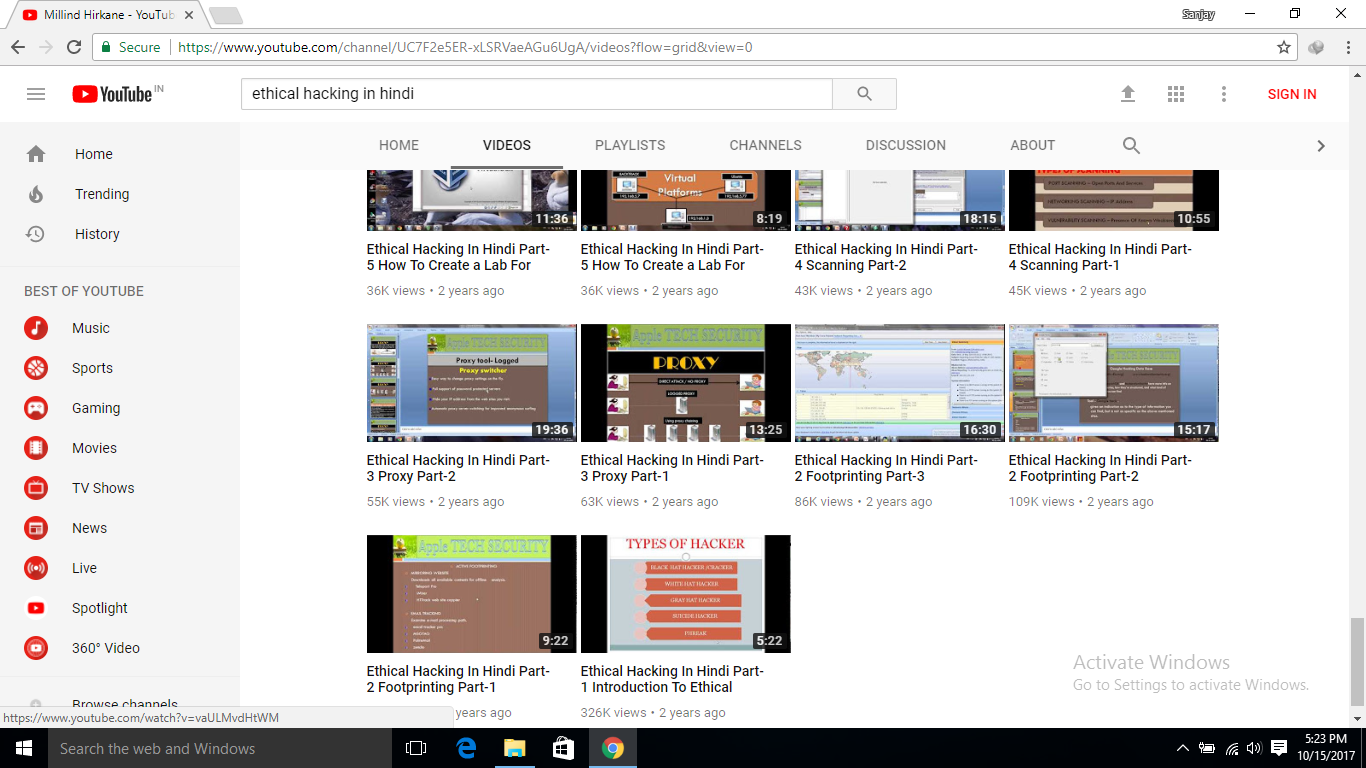 Millind Hirkane - YouTub
Sanjay
Secure
https://www.youtube.com/channel/UC7F2e5ER-xLSRVaeAGu6UgA/videos?flow=grid&view=0
YouTube IN
ethical hacking in hindi
SIGN IN
HOME
VIDEOS
PLAYLISTS
CHANNELS
DISCUSSION
ABOUT
Home
Trending
History
BEST OF YOUTUBE
Music
Sports
Gaming
Movies
TV Shows
News
Live
Spotlight
360° Video
Browse channels
11:36
Ethical Hacking In Hindi Part-
5 How To Create a Lab For
36K views • 2 years ago
BACKTRACK
Ubuntu
Virtual
Platforms
8:19
Ethical Hacking In Hindi Part-
5 How To Create a Lab For
36K views • 2 years ago
18:15
Ethical Hacking In Hindi Part-
4 Scanning Part-2
43K views • 2 years ago
TYPES OF SCANNING
10:55
Ethical Hacking In Hindi Part-
4 Scanning Part-1
45K views • 2 years ago
Apple TECH SECURITY
Proxy tool- Logged
Proxy switcher
19:36
Ethical Hacking In Hindi Part-
3 Proxy Part-2
55K views • 2 years ago
Apple TECH SECURITY
PROXY
DIRECT ATTACK / NO PROXY
LOGGED PROXY
13:25
Ethical Hacking In Hindi Part-
3 Proxy Part-1
63K views • 2 years ago
16:30
Ethical Hacking In Hindi Part-
2 Footprinting Part-3
86K views • 2 years ago
15:17
Ethical Hacking In Hindi Part-
2 Footprinting Part-2
109K views • 2 years ago
Apple TECH SECURITY
ACTIVE FOOTPRINTING
9:22
Ethical Hacking In Hindi Part-
2 Footprinting Part-1
years ago
TYPES OF HACKER
BLACK HAT HACKER /CRACKER
WHITE HAT HACKER
GRAY HAT HACKER
SUICIDE HACKER
PHREAK
5:22
Ethical Hacking In Hindi Part-
1 Introduction To Ethical
326K views • 2 years ago
Activate Windows
Go to Settings to activate Windows.
https://www.youtube.com/watch?v=vaULMvdHtWM
Search the web and Windows
5:23 PM
10/15/2017